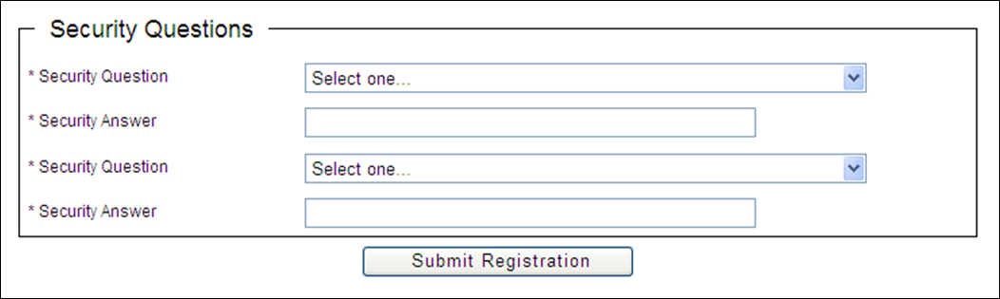 Security Questions
* Security Question Select one...
* Security Answer
* Security Question Select one...
* Security Answer
Submit Registration